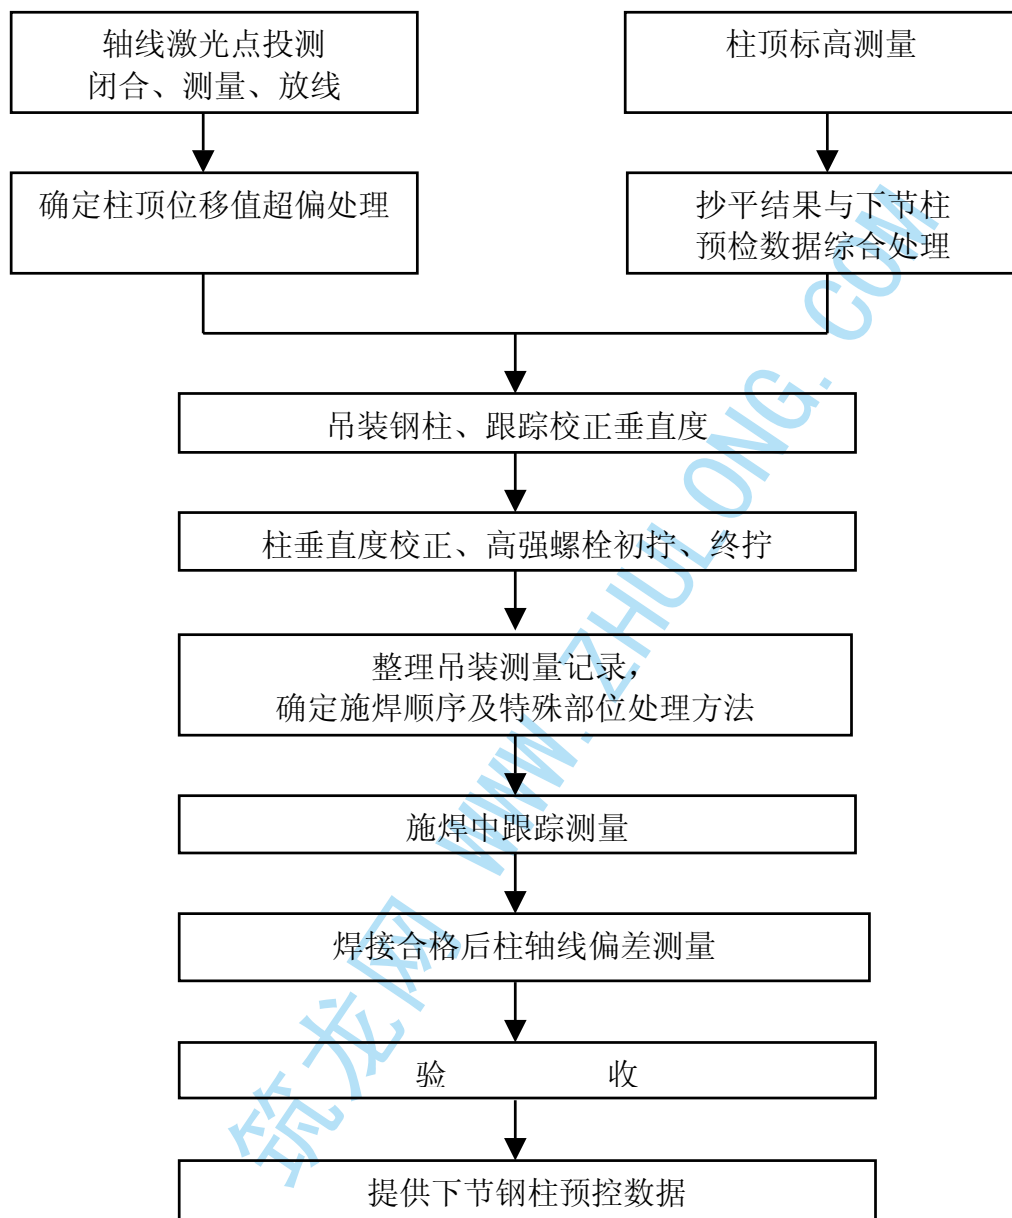 轴线激光点投测
闭合、测量、放线
柱顶标高测量
确定柱顶位移值超偏处理
抄平结果与下节柱
预检数据综合处理
吊装钢柱、跟踪校正垂直度
柱垂直度校正、高强螺栓初拧、终拧
整理吊装测量记录，
确定施焊顺序及特殊部位处理方法
施焊中跟踪测量
焊接合格后柱轴线偏差测量
验 收
提供下节钢柱预控数据
筑龙网 WWW.ZHULONG.COM